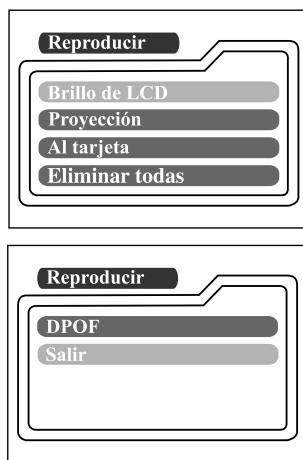 Reproducir
Brillo de LCD
Proyección
Al tarjeta
Eliminar todas
Reproducir
DPOF
Salir